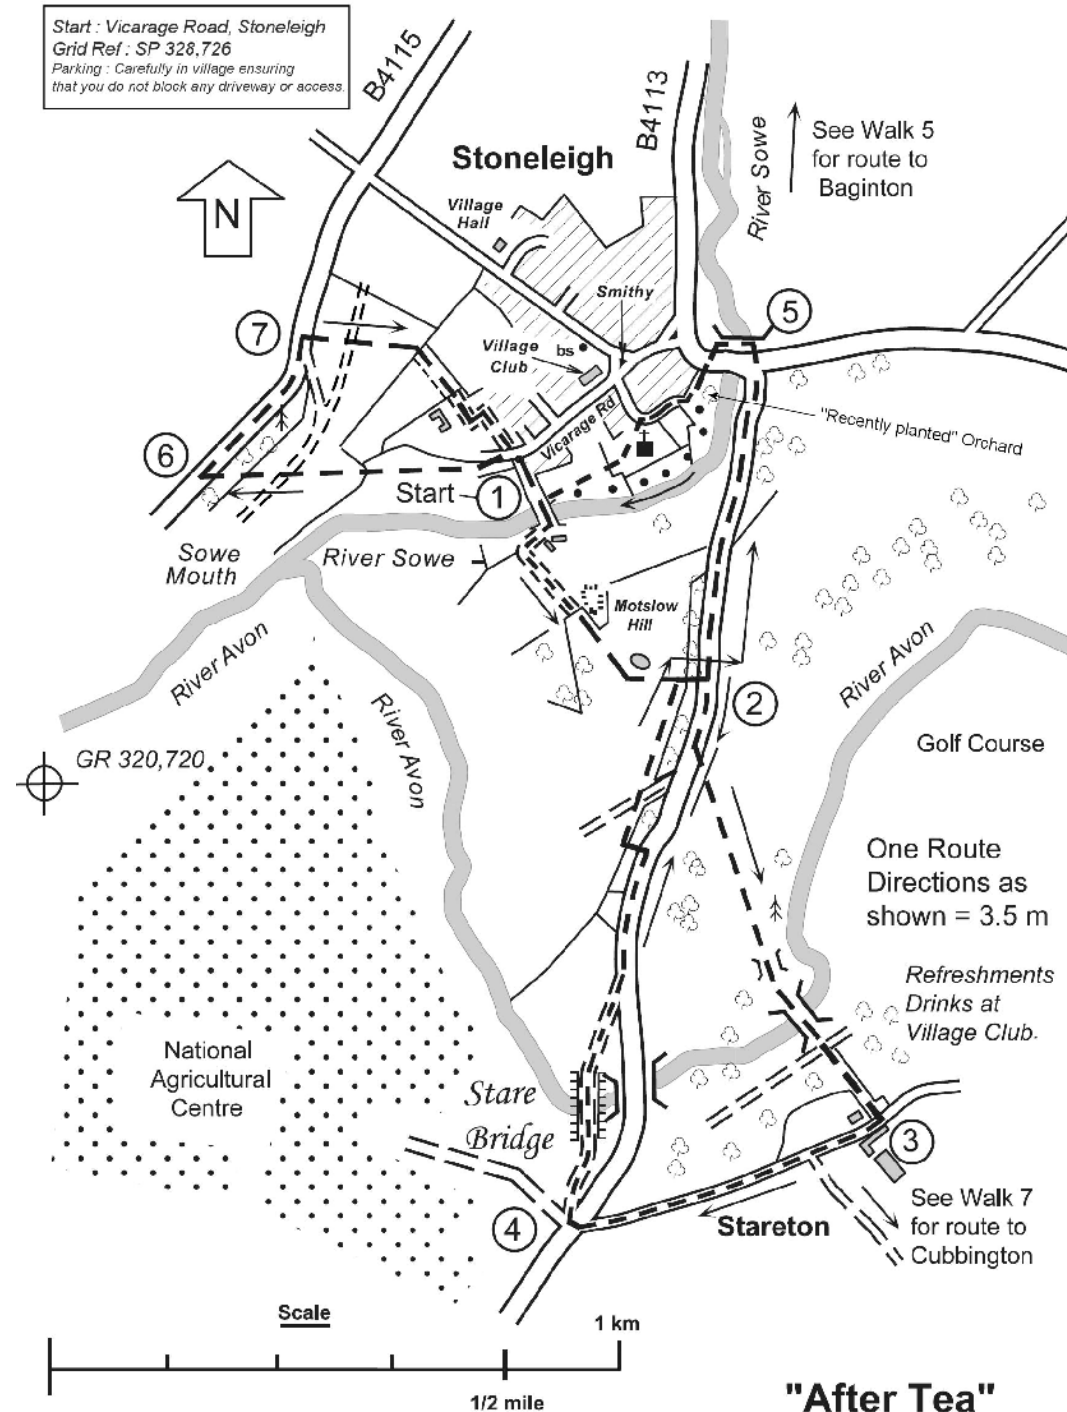 Start : Vicarage Road, Stoneleigh
Grid Ref : SP 328,726
Parking : Carefully in village ensuring
that you do not block any driveway or access.
B4115
B4113
River Sowe
See Walk 5
for route to
Baginton
Stoneleigh
N
Village
Hall
Smithy
5
7
Village
Club
bs
Vicarage Rd
"Recently planted" Orchard
6
Start
1
Sowe
Mouth
River Sowe
Motslow
Hill
River Avon
River Avon
River Avon
2
Golf Course
GR 320,720
One Route
Directions as
shown = 3.5 m
Refreshments
Drinks at
Village Club.
National
Agricultural
Centre
Stare
Bridge
3
4
Stareton
See Walk 7
for route to
Cubbington
Scale
1 km
1/2 mile
"After Tea"